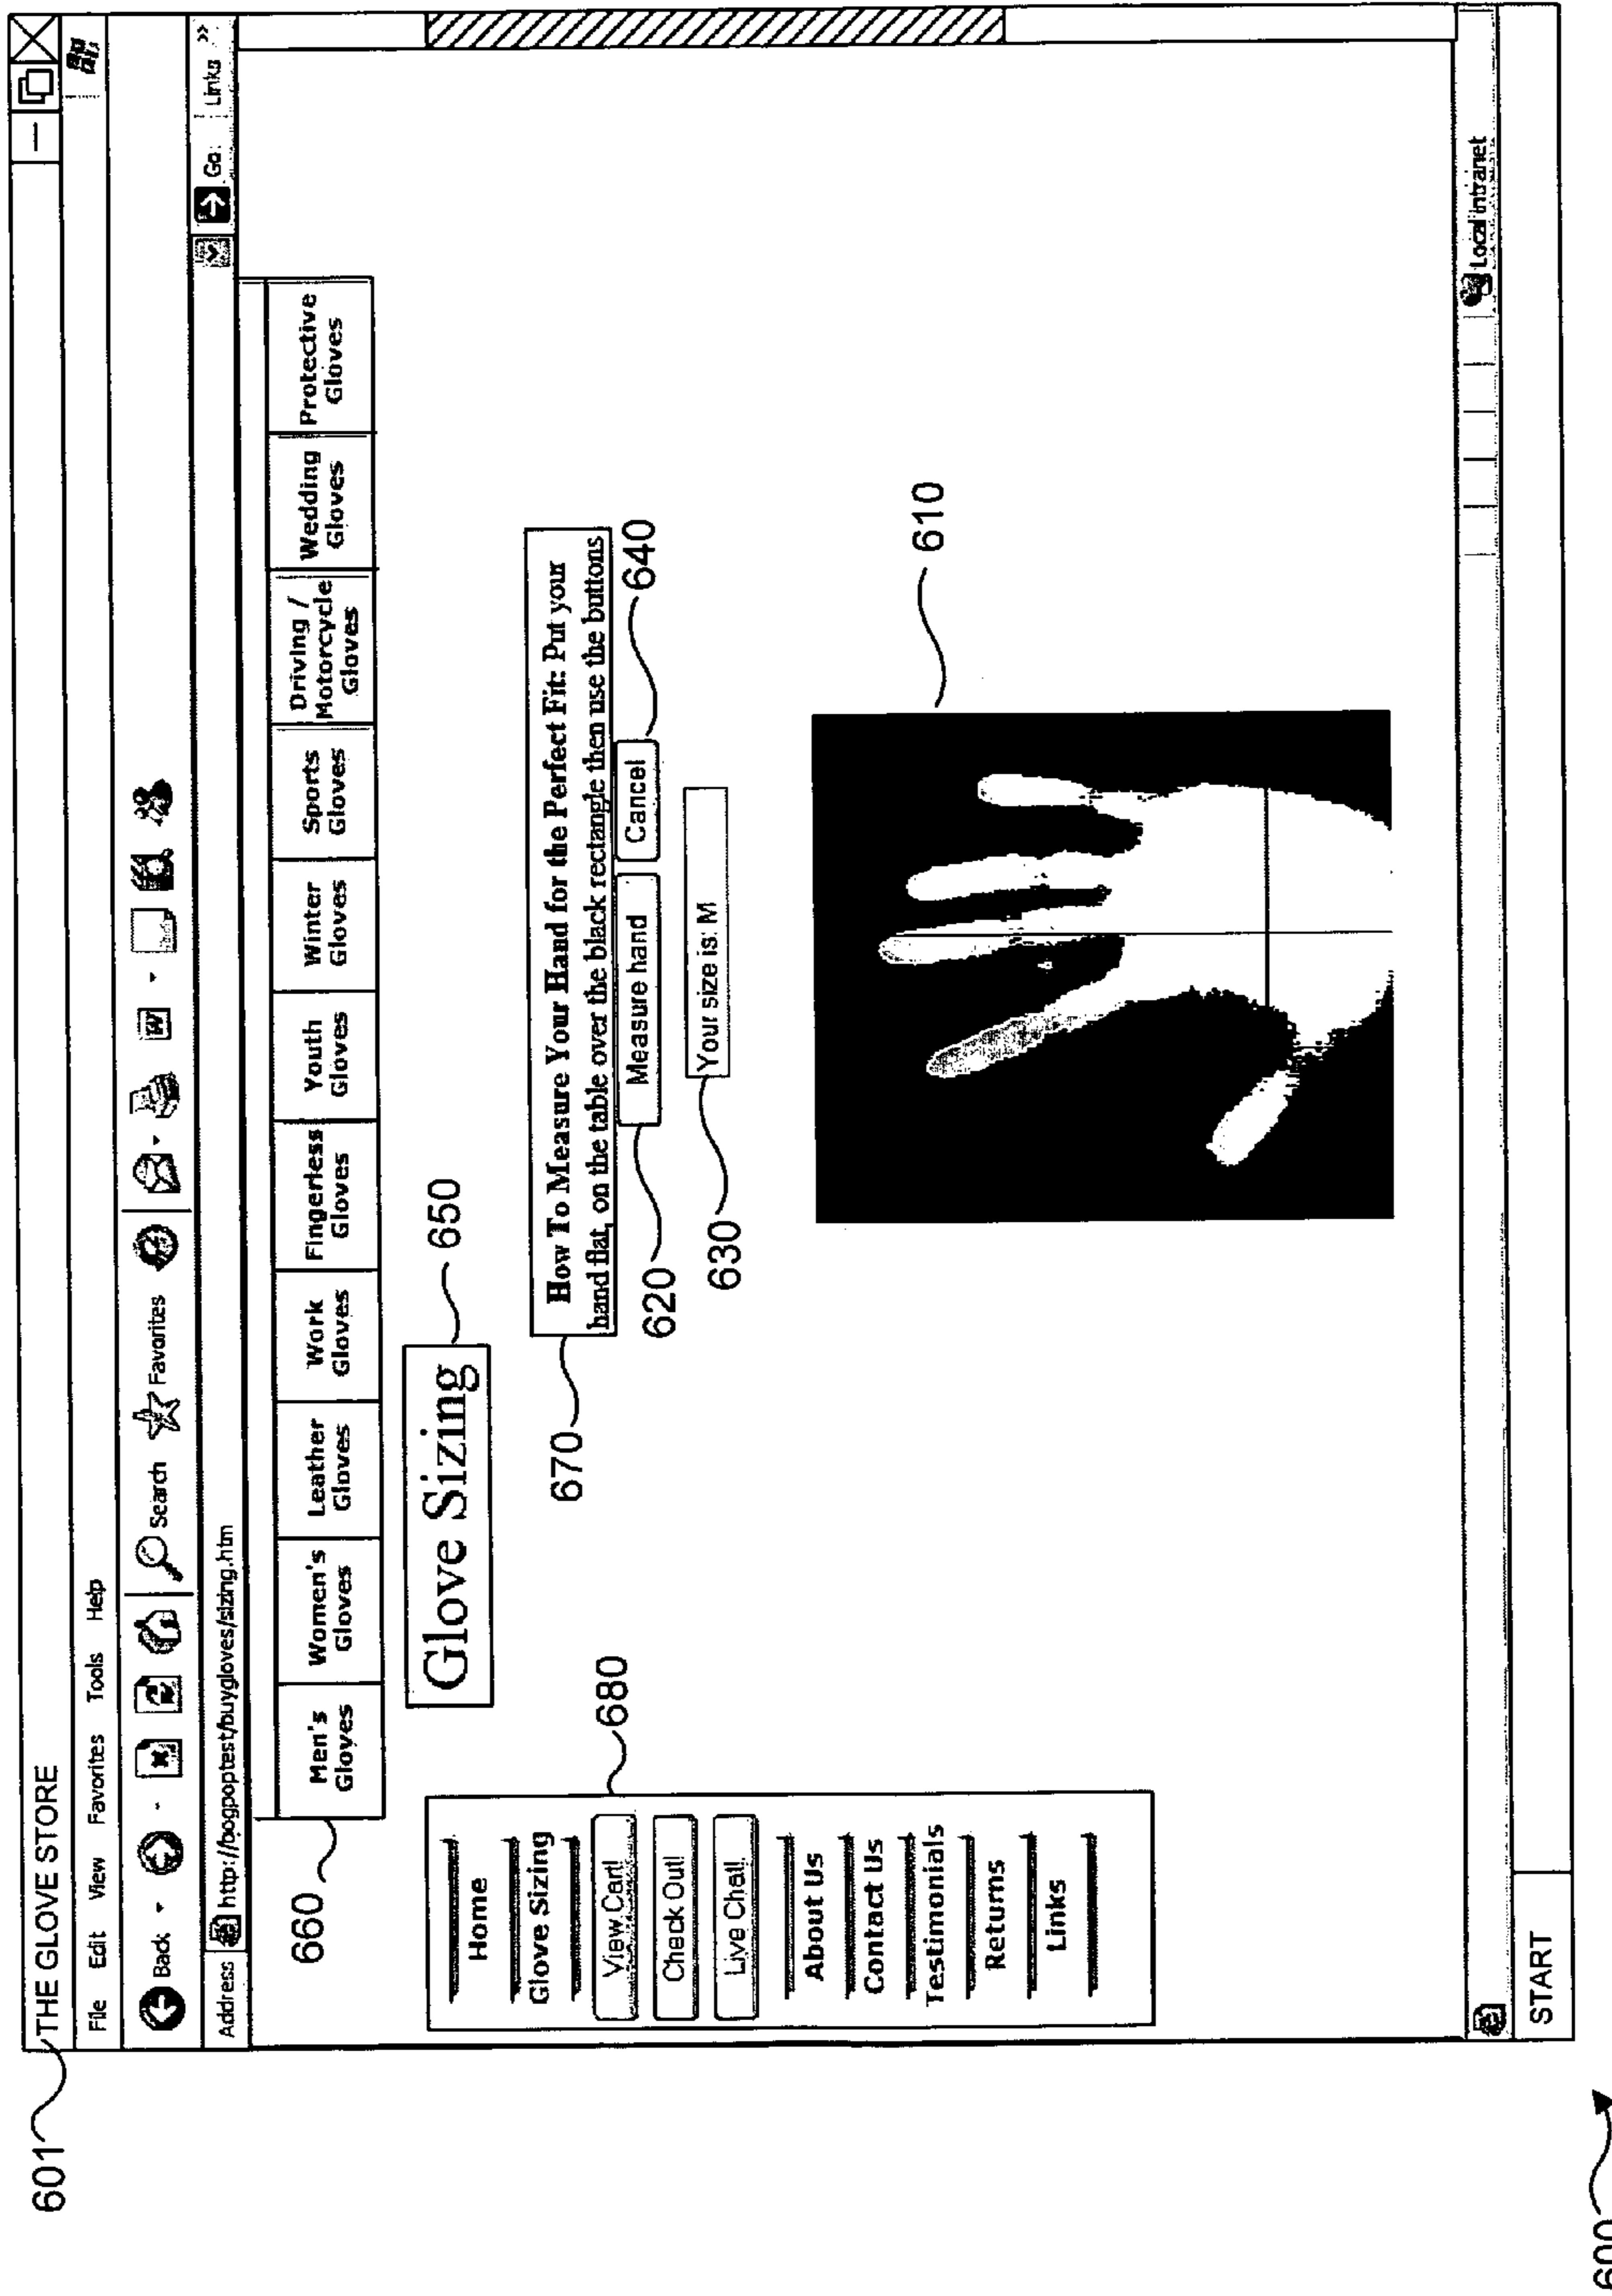 601
THE GLOVE STORE
File Edit View Favorites Tools Help
Back Search Favorites W
Address http://pogpoptest/buygloves/sizing.htm Go Links »
660
Men's Gloves
Women's Gloves
Leather Gloves
Work Gloves
Fingerless Gloves
Youth Gloves
Winter Gloves
Sports Gloves
Driving / Motorcycle Gloves
Wedding Gloves
Protective Gloves
Glove Sizing
650
680
Home
Glove Sizing
View Cart!
Check Out!
Live Chat!
About Us
Contact Us
Testimonials
Returns
Links
670
How To Measure Your Hand for the Perfect Fit: Put your
hand flat, on the table over the black rectangle then use the buttons
620
Measure hand
Cancel
640
630
Your size is: M
610
Local intranet
START
600